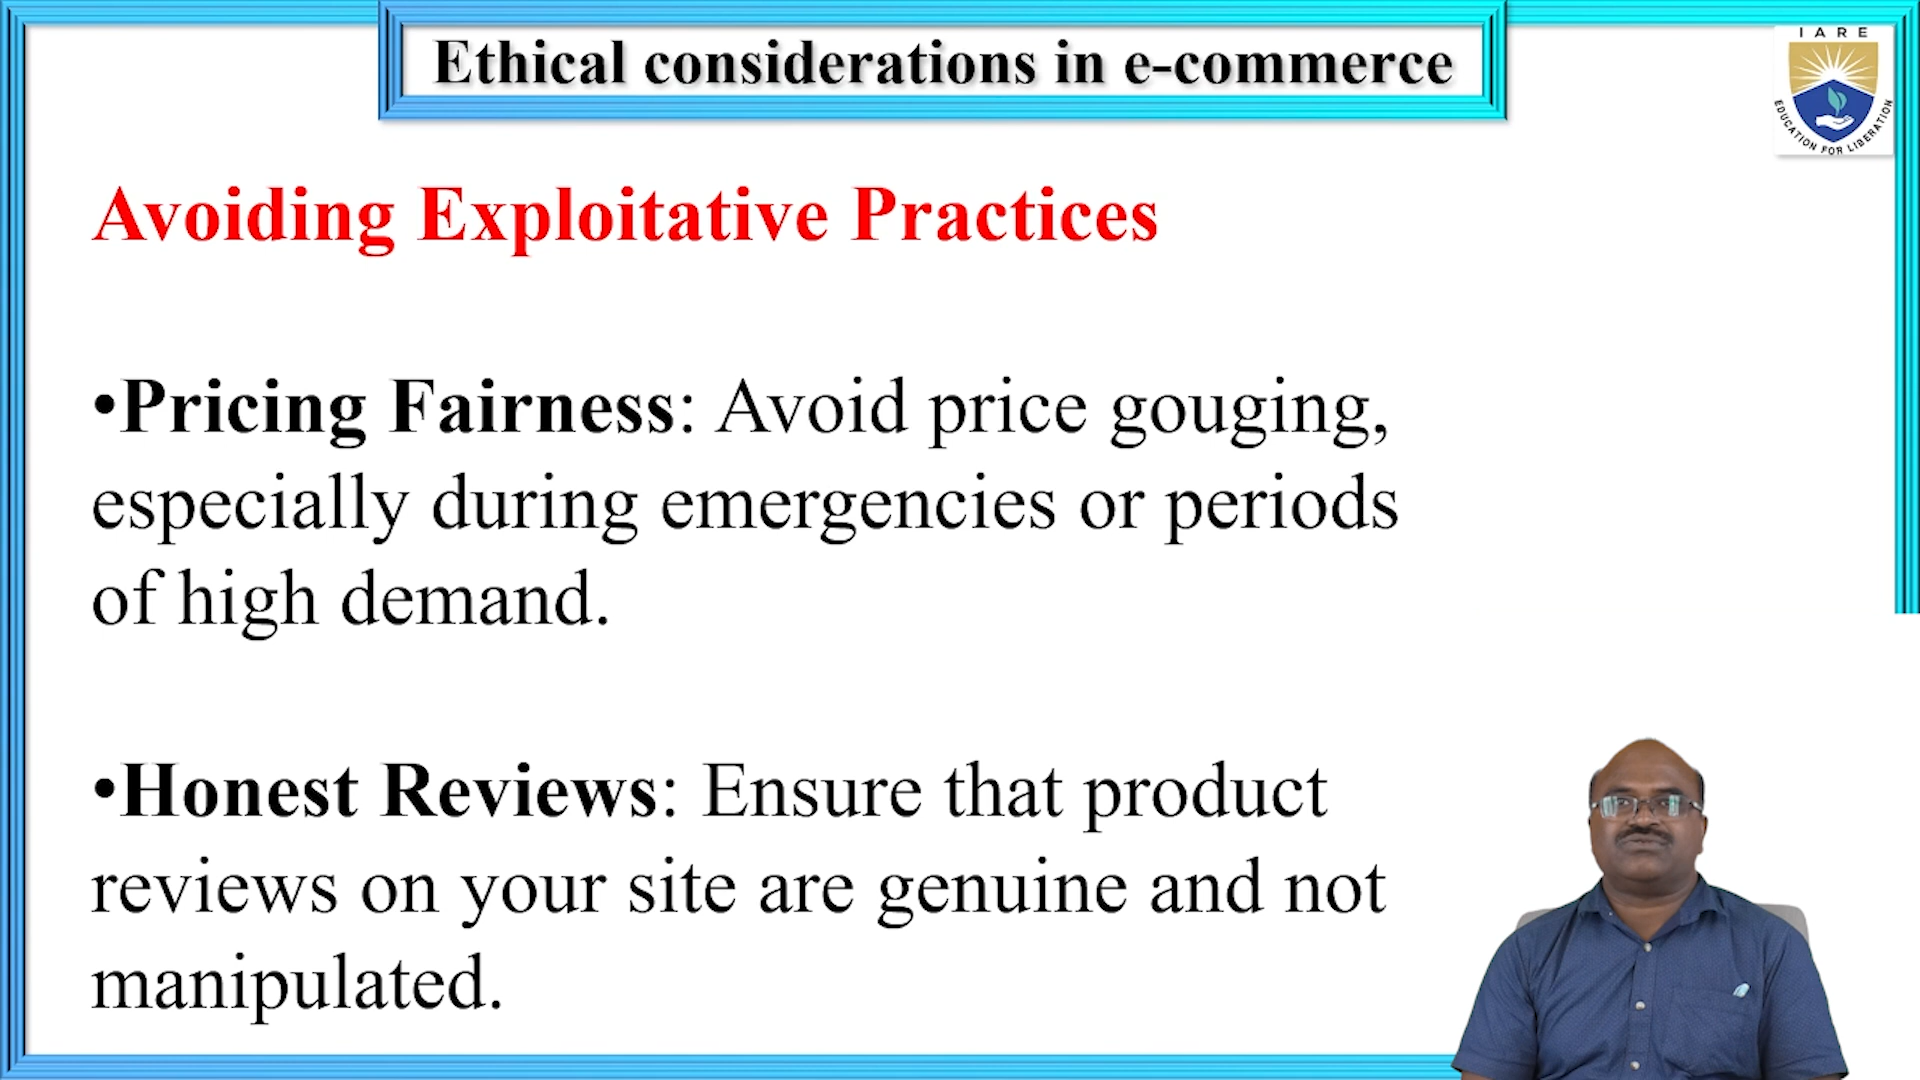 Ethical considerations in e-commerce
IARE
EDUCATION FOR LIBERATION
Avoiding Exploitative Practices
•Pricing Fairness: Avoid price gouging,
especially during emergencies or periods
of high demand.
•Honest Reviews: Ensure that product
reviews on your site are genuine and not
manipulated.